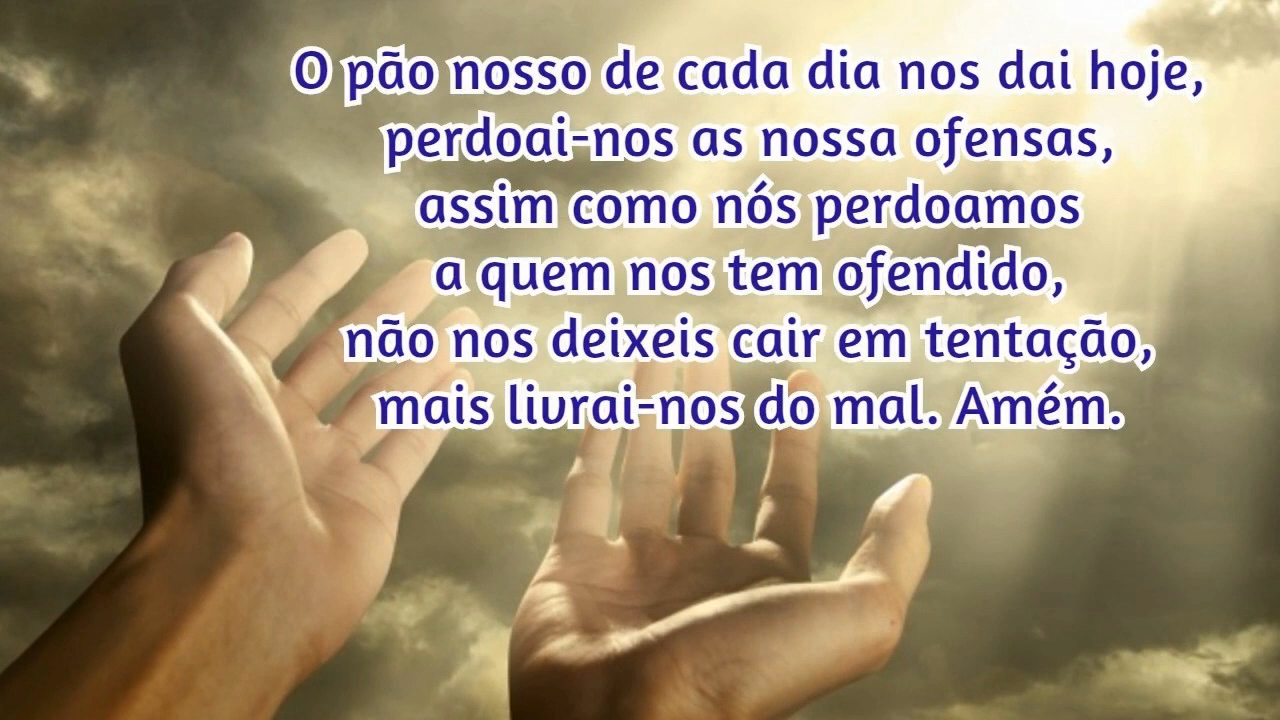 O pão nosso de cada dia nos dai hoje,
perdoai-nos as nossa ofensas,
assim como nós perdoamos
a quem nos tem ofendido,
não nos deixeis cair em tentação,
mais livrai-nos do mal. Amém.